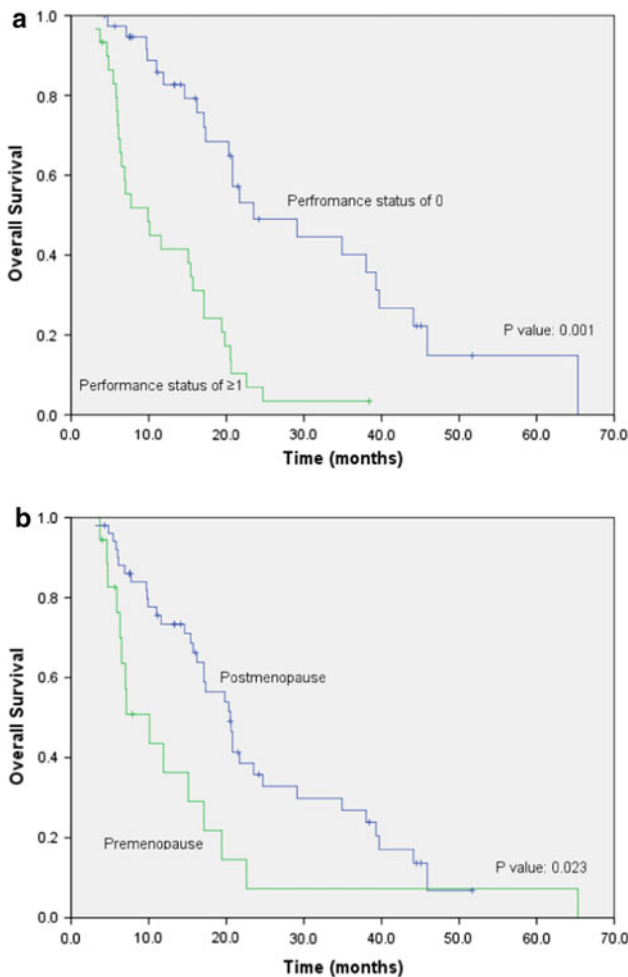 a
1.0
0.8
0.6
0.4
0.2
0.0
Overall Survival
Perfromance status of 0
P value: 0.001
Performance status of ≥1
0.0 10.0 20.0 30.0 40.0 50.0 60.0 70.0
Time (months)
b
1.0
0.8
0.6
0.4
0.2
0.0
Overall Survival
Postmenopause
Premenopause
P value: 0.023
0.0 10.0 20.0 30.0 40.0 50.0 60.0 70.0
Time (months)